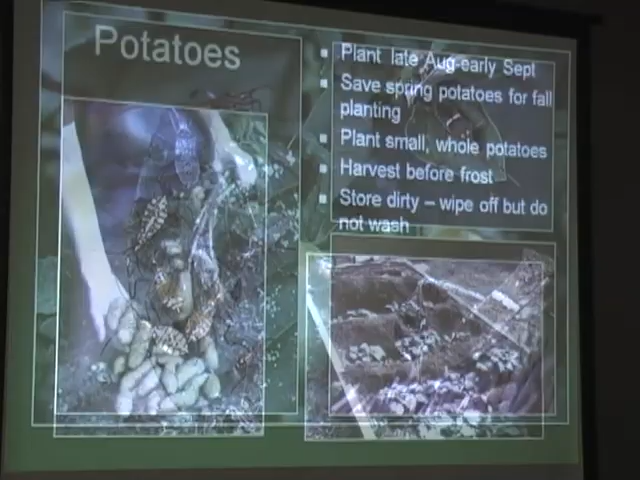 Potatoes
Plant late Aug-early Sept
Save spring potatoes for fall
planting
Plant small, whole potatoes
Harvest before frost
Store dirty – wipe off but do
not wash